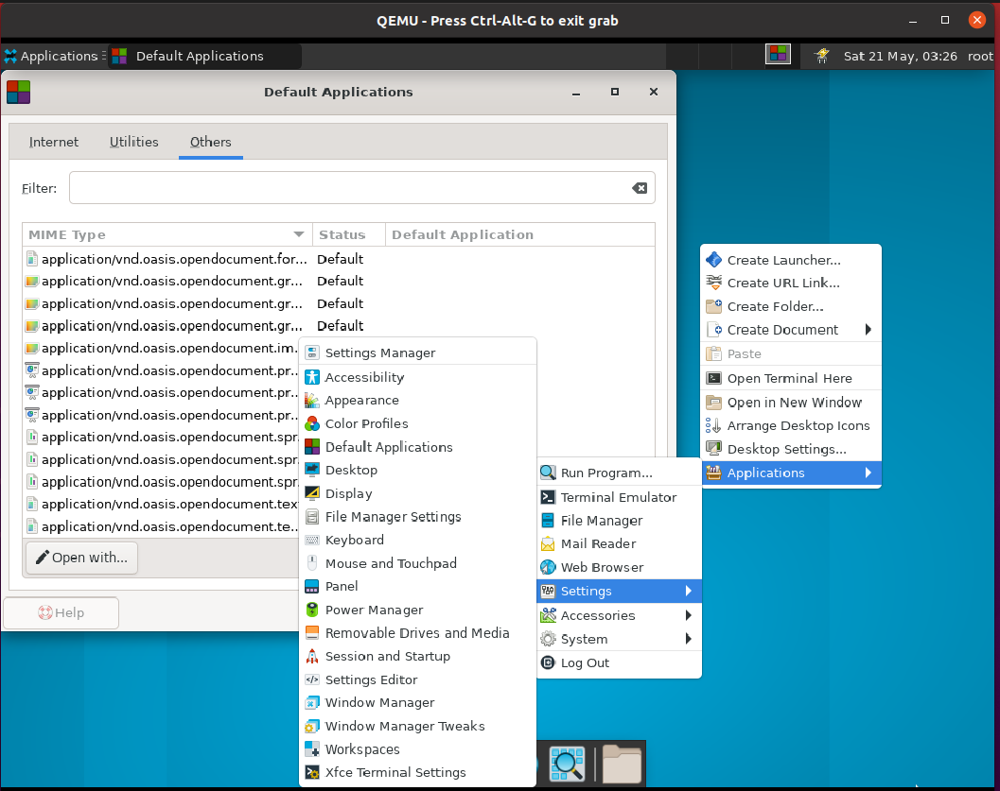 QEMU - Press Ctrl-Alt-G to exit grab
Applications
Default Applications
Sat 21 May, 03:26
root
Default Applications
Internet
Utilities
Others
Filter:
MIME Type
Status
Default Application
application/vnd.oasis.opendocument.for... Default
application/vnd.oasis.opendocument.gr... Default
application/vnd.oasis.opendocument.gr... Default
application/vnd.oasis.opendocument.gr... Default
application/vnd.oasis.opendocument.im.
application/vnd.oasis.opendocument.pr.
application/vnd.oasis.opendocument.pr.
application/vnd.oasis.opendocument.pr.
application/vnd.oasis.opendocument.spr.
application/vnd.oasis.opendocument.spr.
application/vnd.oasis.opendocument.spr.
application/vnd.oasis.opendocument.text
application/vnd.oasis.opendocument.te..
Open with...
Help
Settings Manager
Accessibility
Appearance
Color Profiles
Default Applications
Desktop
Display
File Manager Settings
Keyboard
Mouse and Touchpad
Panel
Power Manager
Removable Drives and Media
Session and Startup
Settings Editor
Window Manager
Window Manager Tweaks
Workspaces
Xfce Terminal Settings
Run Program...
Terminal Emulator
File Manager
Mail Reader
Web Browser
Settings
Accessories
System
Log Out
Create Launcher...
Create URL Link...
Create Folder...
Create Document
Paste
Open Terminal Here
Open in New Window
Arrange Desktop Icons
Desktop Settings...
Applications